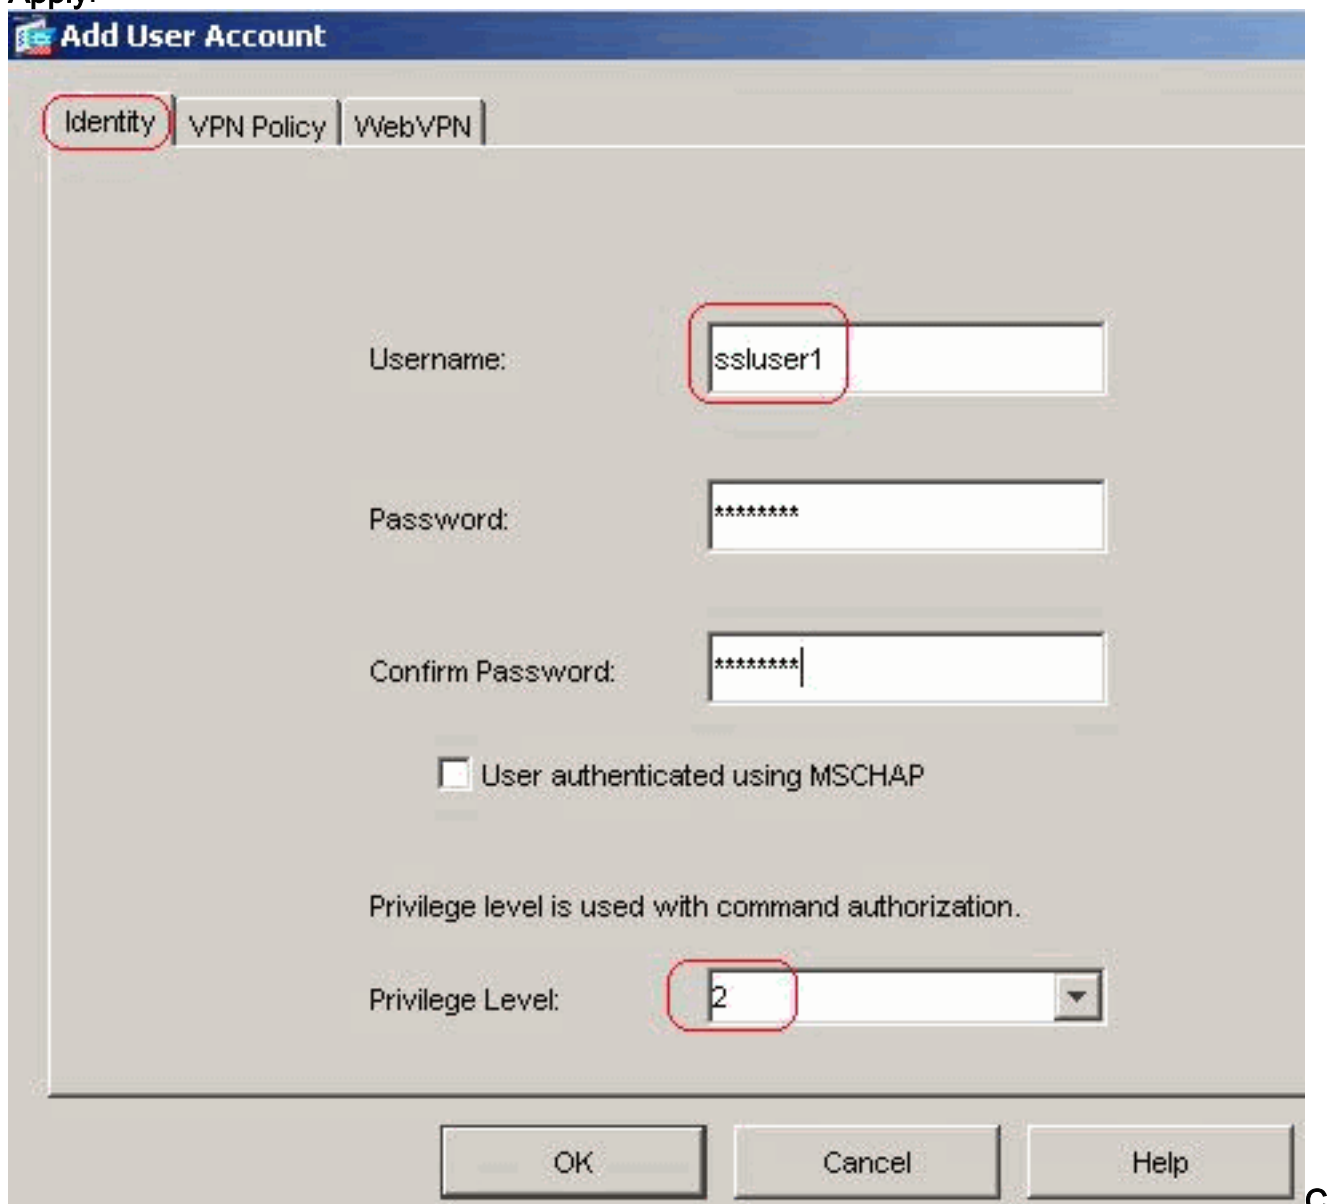 Apply.
Add User Account
Identity VPN Policy WebVPN
Username: ssluser1
Password: ********
Confirm Password: ********
User authenticated using MSCHAP
Privilege level is used with command authorization.
Privilege Level: 2
OK Cancel Help
C